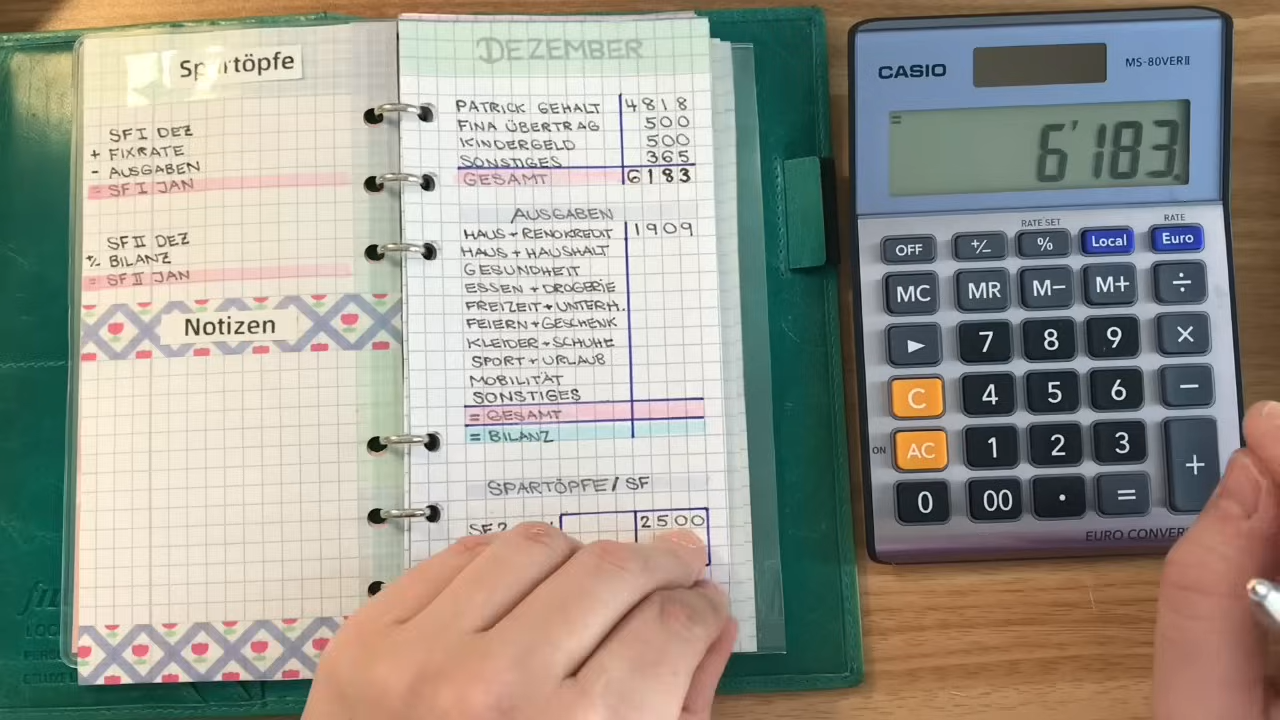 Spartöpfe
SF I DEZ
+ FIXRATE
- AUSGABEN
= SF I JAN
SF II DEZ
+/- BILANZ
= SF II JAN
Notizen
DEZEMBER
PATRICK GEHALT 4818
FINA ÜBERTRAG 500
KINDERGELD 500
SONSTIGES 365
GESAMT 6183
AUSGABEN
HAUS + RENOKREDIT 1909
HAUS + HAUSHALT
GESUNDHEIT
ESSEN + DROGERIE
FREIZEIT + UNTERH.
FEIERN + GESCHENK
KLEIDER + SCHUHE
SPORT + URLAUB
MOBILITÄT
SONSTIGES
= GESAMT
= BILANZ
SPARTÖPFE / SF
SF2 2500
CASIO MS-80VERII
= 6'183.
RATE SET RATE
OFF +/- % Local Euro
MC MR M- M+ ÷
▶ 7 8 9 ×
C 4 5 6 −
ON AC 1 2 3 +
0 00 · =
EURO CONVER